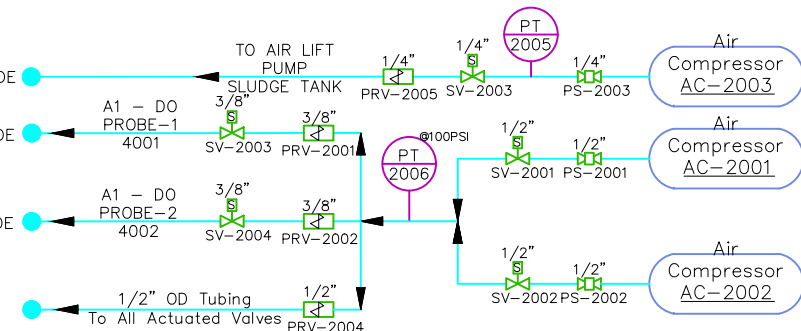 PT
2005
TO AIR LIFT
PUMP
SLUDGE TANK
1/4"
PRV-2005
1/4"
S
SV-2003
1/4"
PS-2003
Air
Compressor
AC-2003
DE
A1 - DO
PROBE-1
4001
3/8"
S
SV-2003
3/8"
PRV-2001
@100PSI
PT
2006
1/2"
S
SV-2001
1/2"
PS-2001
Air
Compressor
AC-2001
DE
A1 - DO
PROBE-2
4002
3/8"
S
SV-2004
3/8"
PRV-2002
DE
1/2"
S
SV-2002
1/2"
PS-2002
Air
Compressor
AC-2002
1/2" OD Tubing
To All Actuated Valves
1/2"
PRV-2004